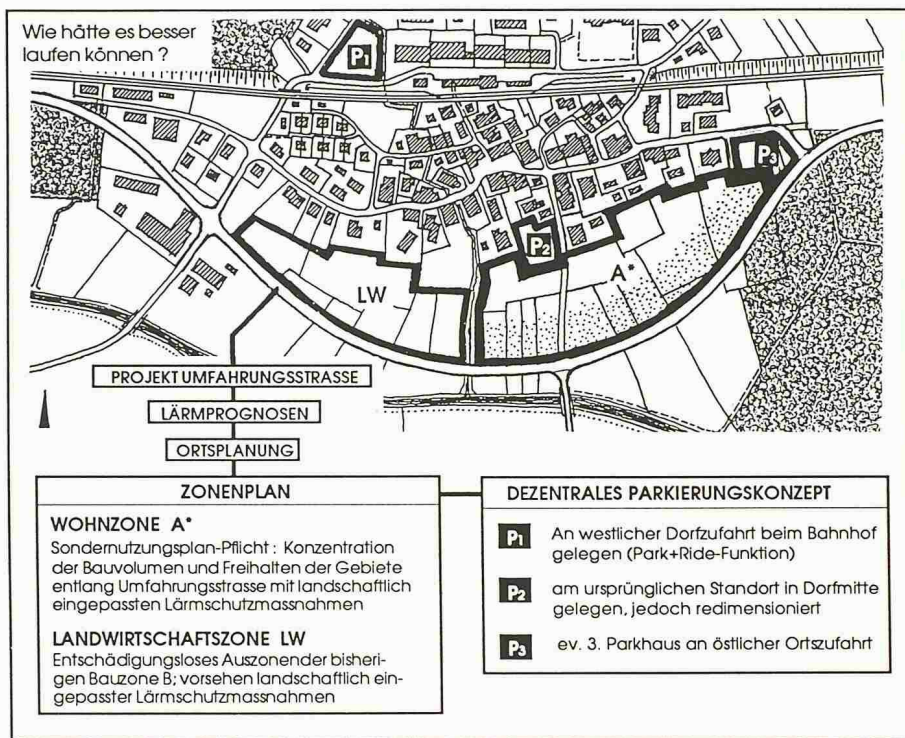 Wie hätte es besser
laufen können ?
P1
P3
P2
A*
LW
PROJEKT UMFAHRUNGSSTRASSE
LÄRMPROGNOSEN
ORTSPLANUNG
ZONENPLAN
WOHNZONE A*
Sondernutzungsplan-Pflicht : Konzentration
der Bauvolumen und Freihalten der Gebiete
entlang Umfahrungsstrasse mit landschaftlich
eingepassten Lärmschutzmassnahmen
LANDWIRTSCHAFTSZONE LW
Entschädigungsloses Auszonender bisheri-
gen Bauzone B; vorsehen landschaftlich ein-
gepasster Lärmschutzmassnahmen
DEZENTRALES PARKIERUNGSKONZEPT
P1 An westlicher Dorfzufahrt beim Bahnhof
gelegen (Park+Ride-Funktion)
P2 am ursprünglichen Standort in Dorfmitte
gelegen, jedoch redimensioniert
P3 ev. 3. Parkhaus an östlicher Ortszufahrt